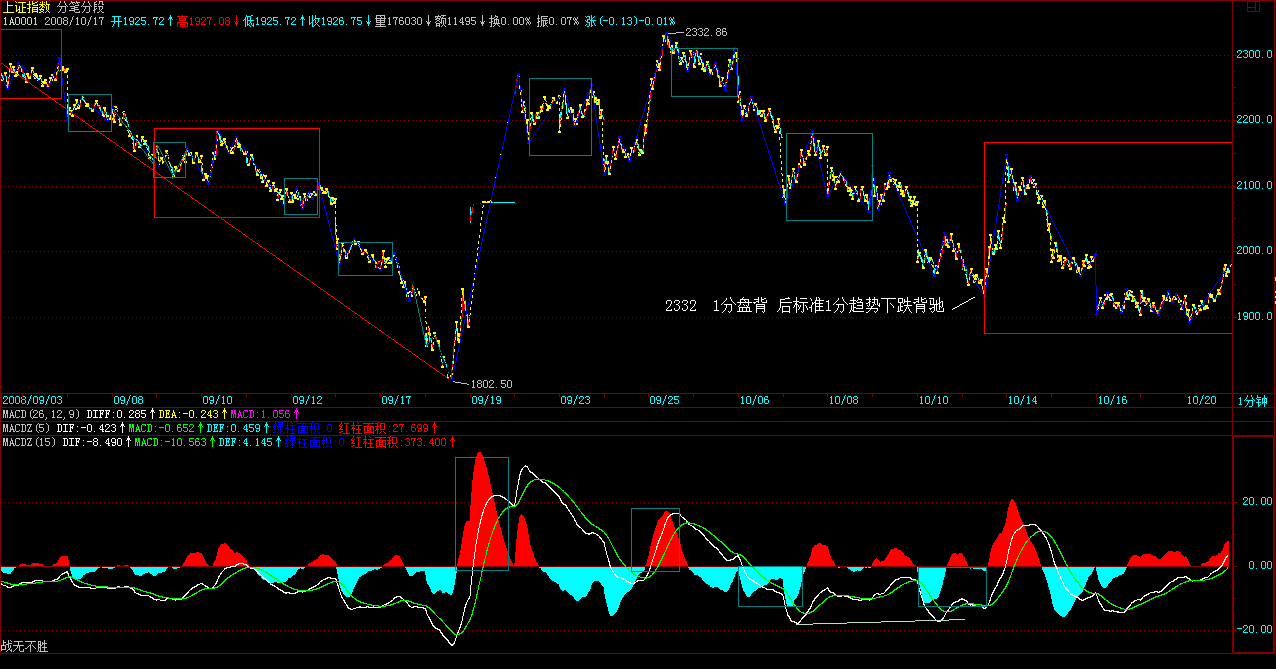 上证指数 分笔分段
1A0001 2008/10/17 开1925.72↑高1927.08↓低1925.72↑收1926.75↓量176030↓额11495↓换0.00% 振0.07% 涨(-0.13)-0.01%
2332.86
2300.0
2200.0
2100.0
2000.0
2332 1分盘背 后标准1分趋势下跌背驰
1900.0
1802.50
2008/09/03 09/08 09/10 09/12 09/17 09/19 09/23 09/25 10/06 10/08 10/10 10/14 10/16 10/20 1分钟
MACD(26,12,9) DIFF:0.285↑DEA:-0.243↑MACD:1.056↑
MACDZ(5) DIF:-0.423↑MACD:-0.652↑DEF:0.459↑绿柱面积:0 红柱面积:27.699↑
MACDZ(15) DIF:-8.490↑MACD:-10.563↑DEF:4.145↑绿柱面积:0 红柱面积:373.400↑
20.00
0.00
-20.00
战无不胜